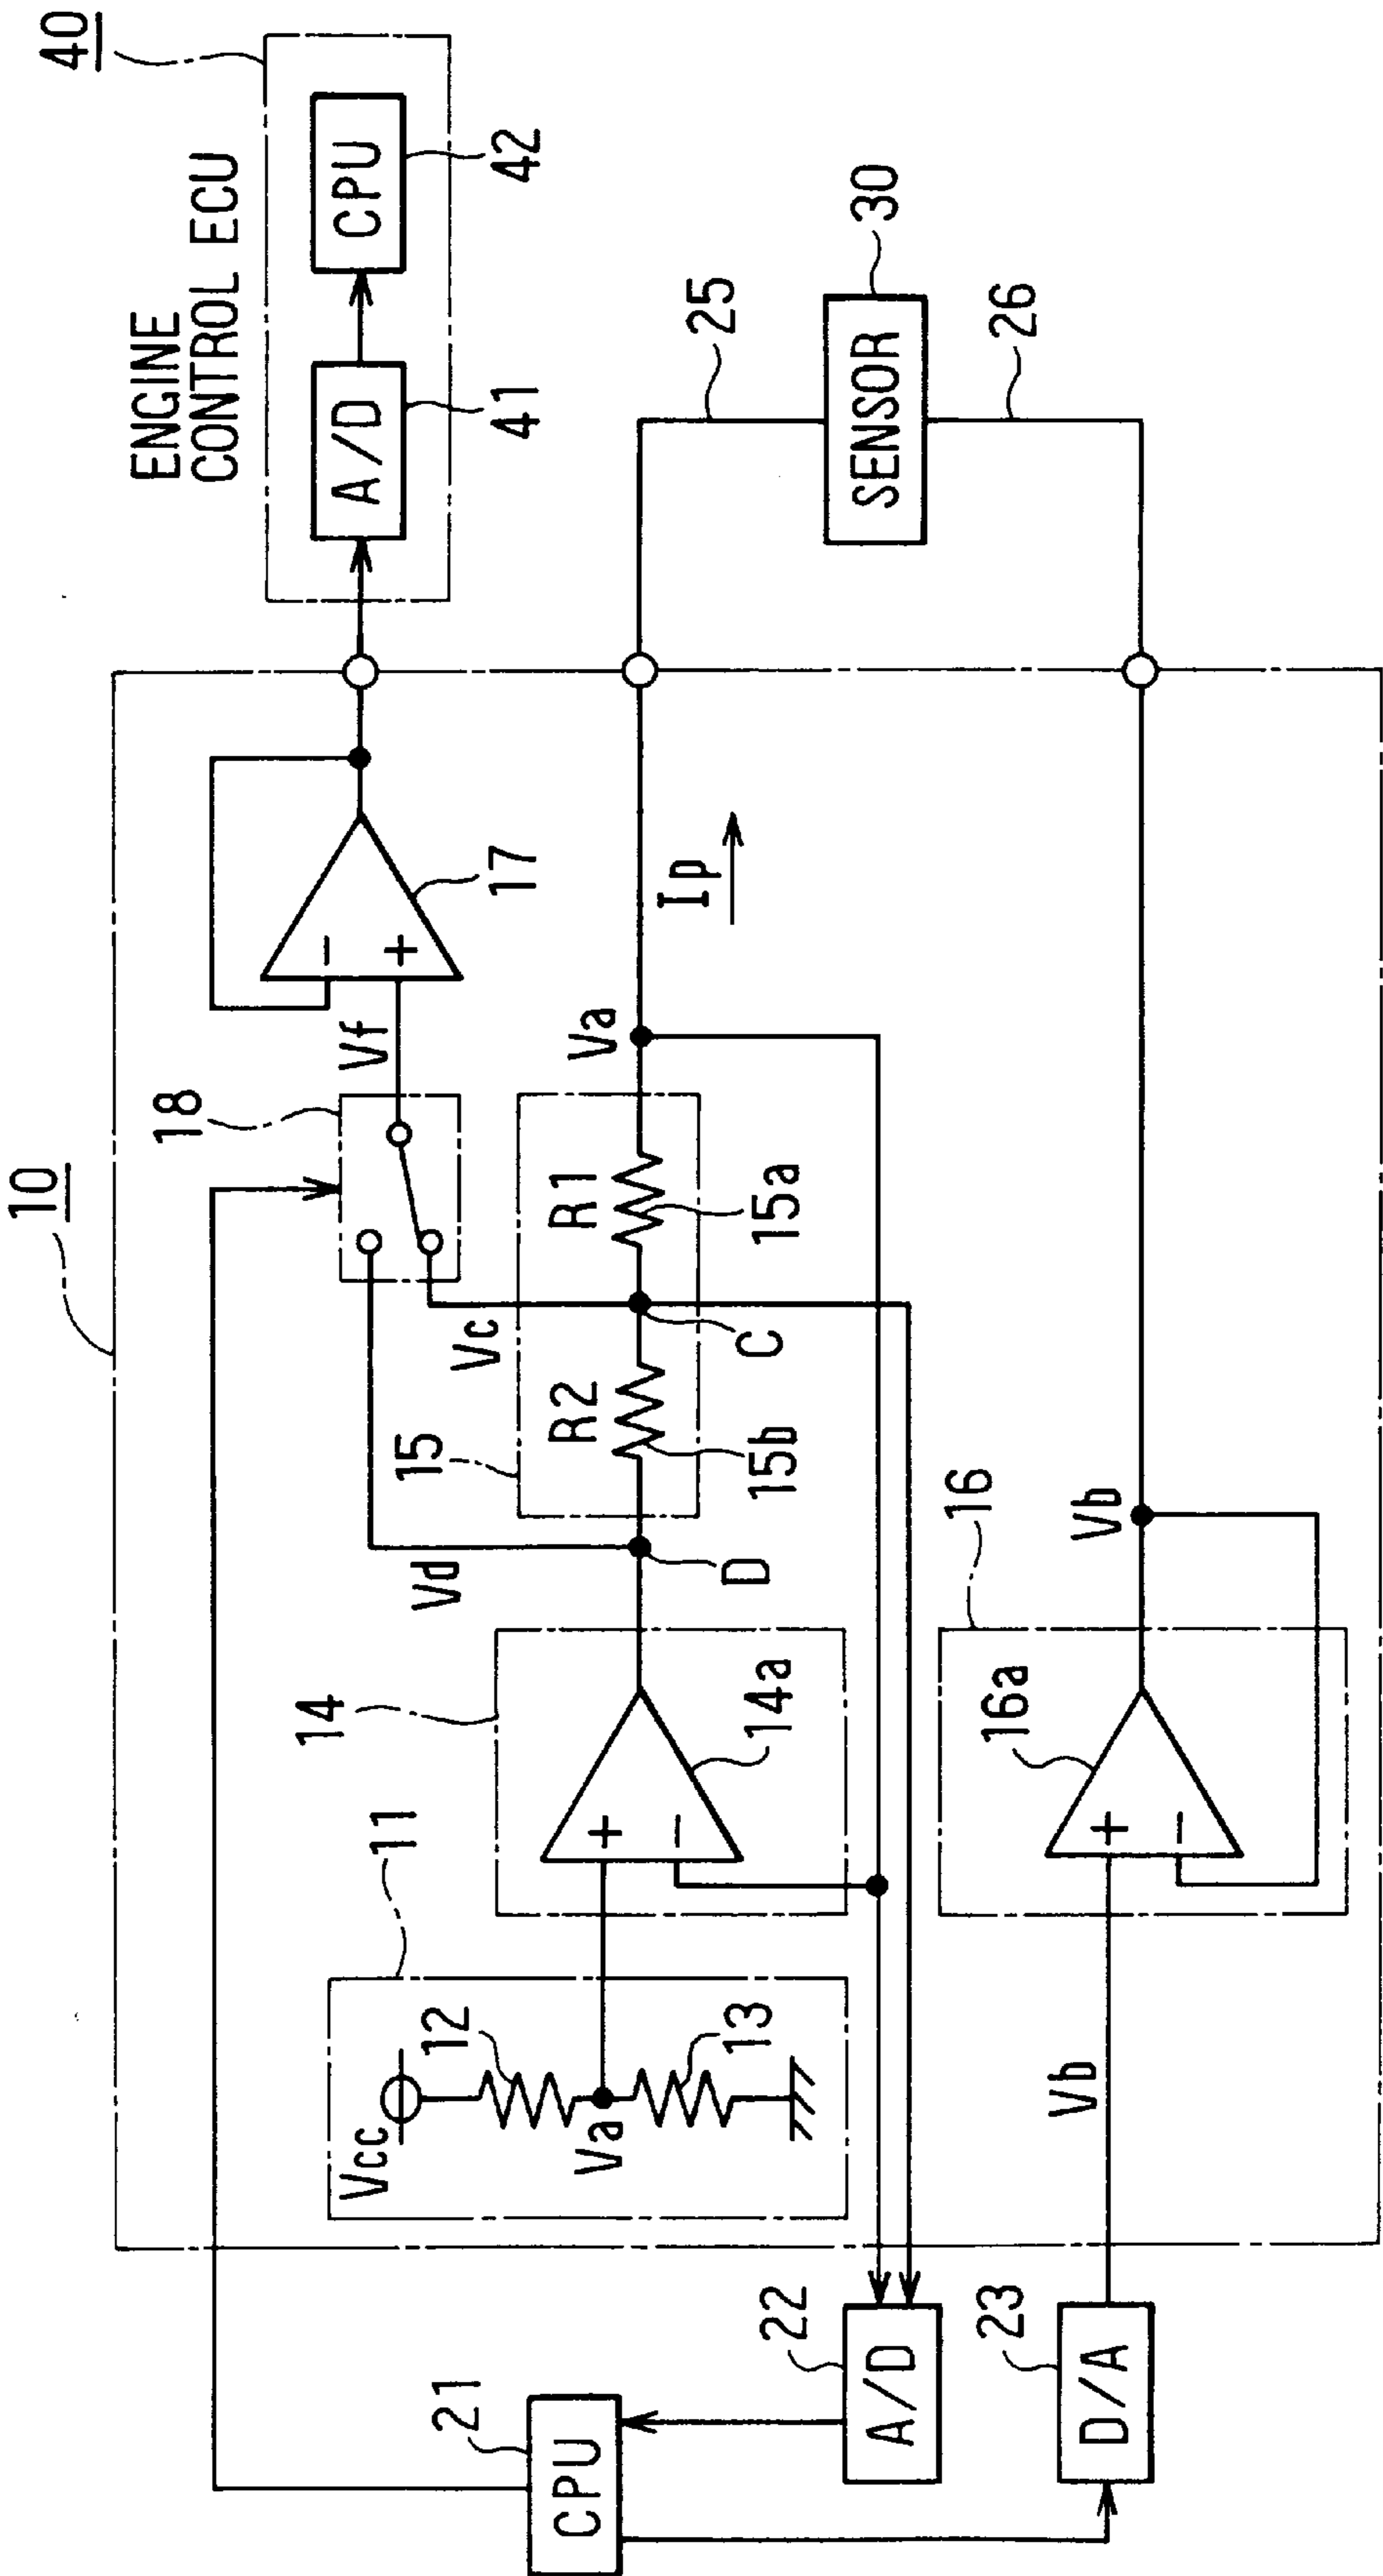 10
40
ENGINE
CONTROL ECU
A/D
CPU
41
42
18
17
-
+
Vf
Vd
Vc
15
R2
R1
15b
15a
Va
Ip
D
C
25
SENSOR
30
26
14
+
-
14a
11
Vcc
12
Va
13
16
16a
+
-
Vb
Vb
21
CPU
22
A/D
23
D/A